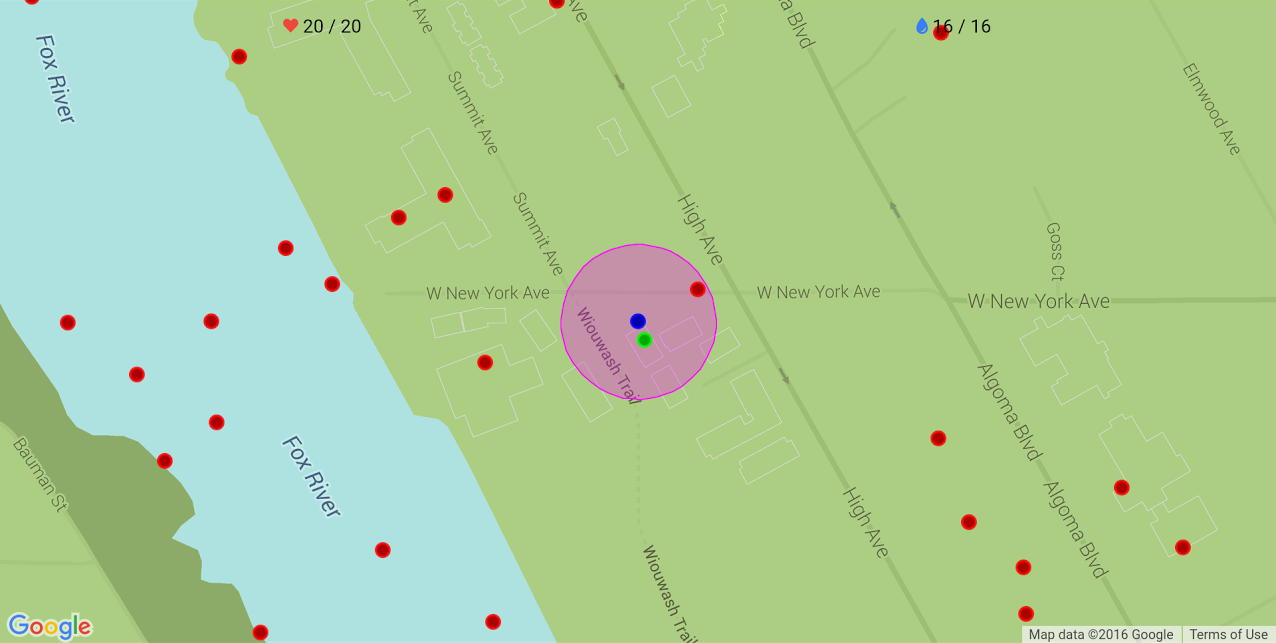 t Ave
Ave
a Blvd
20 / 20
16 / 16
Fox River
Summit Ave
Elmwood Ave
Summit Ave
High Ave
Goss Ct
W New York Ave
W New York Ave
W New York Ave
Wiouwash Trail
Algoma Blvd
Bauman St
Fox River
High Ave
Algoma Blvd
Wiouwash Trail
Google
Map data ©2016 Google
Terms of Use